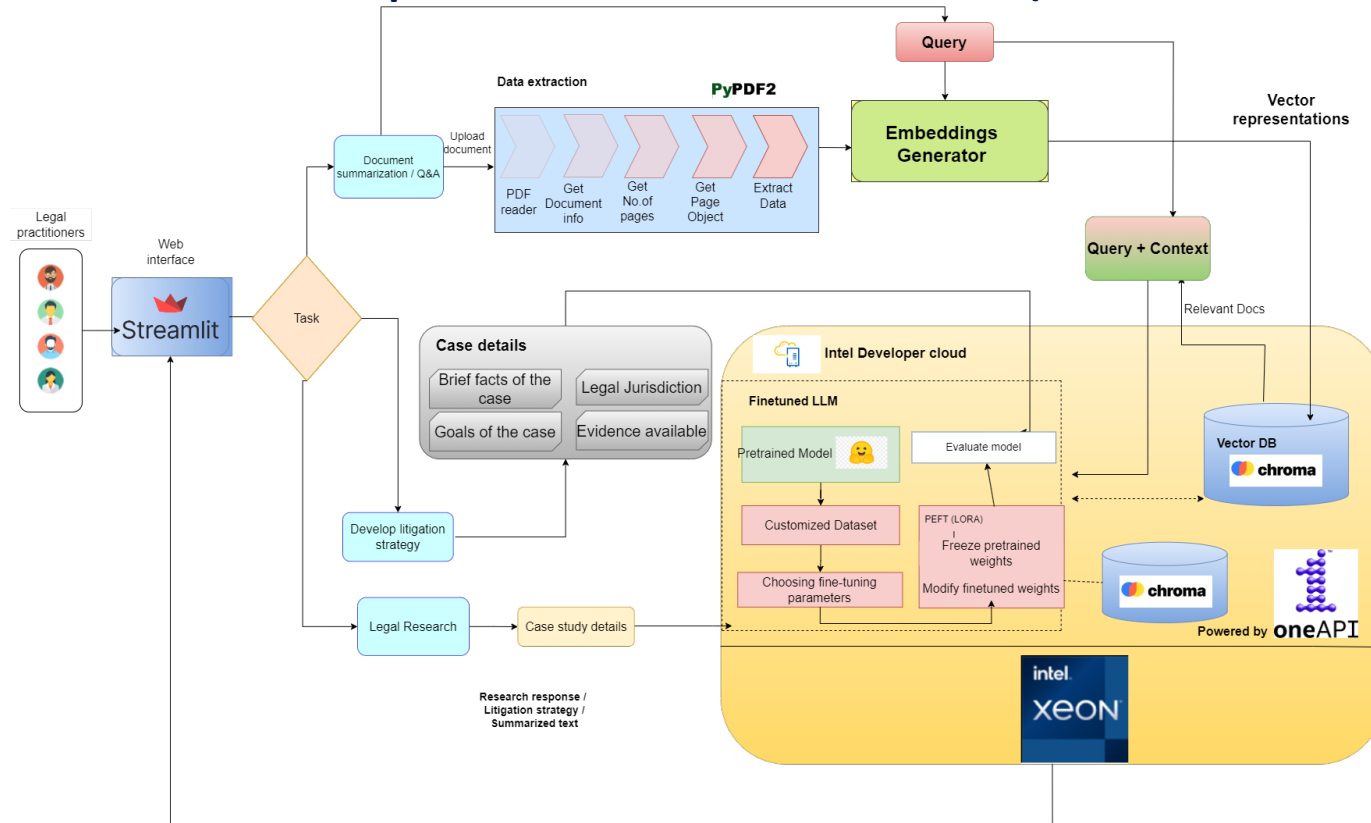 Query
Data extraction
PyPDF2
Vector
representations
Embeddings
Generator
Upload
document
Document
summarization / Q&A
PDF
reader
Get
Document
info
Get
No.of
pages
Get
Page
Object
Extract
Data
Legal
practitioners
Web
interface
Streamlit
Task
Query + Context
Relevant Docs
Case details
Brief facts of the
case
Legal Jurisdiction
Goals of the case
Evidence available
Intel Developer cloud
Finetuned LLM
Pretrained Model
Evaluate model
Vector DB
chroma
Customized Dataset
PEFT (LORA)
Freeze pretrained
weights
Modify finetuned weights
Choosing fine-tuning
parameters
chroma
Develop litigation
strategy
Legal Research
Case study details
Powered by oneAPI
intel.
xeon
Research response /
Litigation strategy /
Summarized text